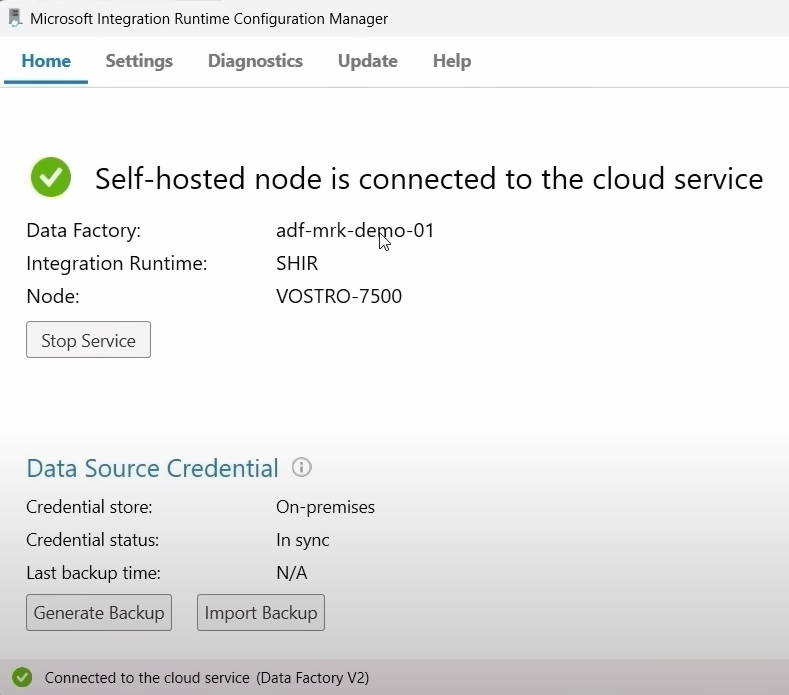 Microsoft Integration Runtime Configuration Manager
Home Settings Diagnostics Update Help
Self-hosted node is connected to the cloud service
Data Factory: adf-mrk-demo-01
Integration Runtime: SHIR
Node: VOSTRO-7500
Stop Service
Data Source Credential
Credential store: On-premises
Credential status: In sync
Last backup time: N/A
Generate Backup Import Backup
Connected to the cloud service (Data Factory V2)